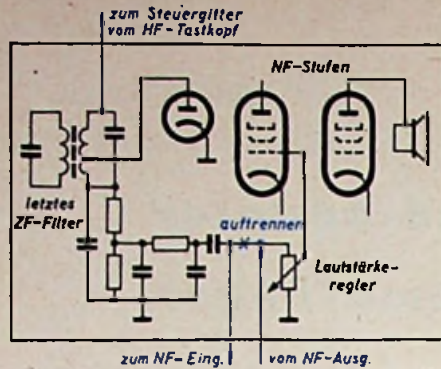 zum Steuergitter
vom HF-Tastkopf
NF-Stufen
letztes
ZF-Filter
auftrennen
Lautstärke-
regler
zum NF-Eing.
vom NF-Ausg.